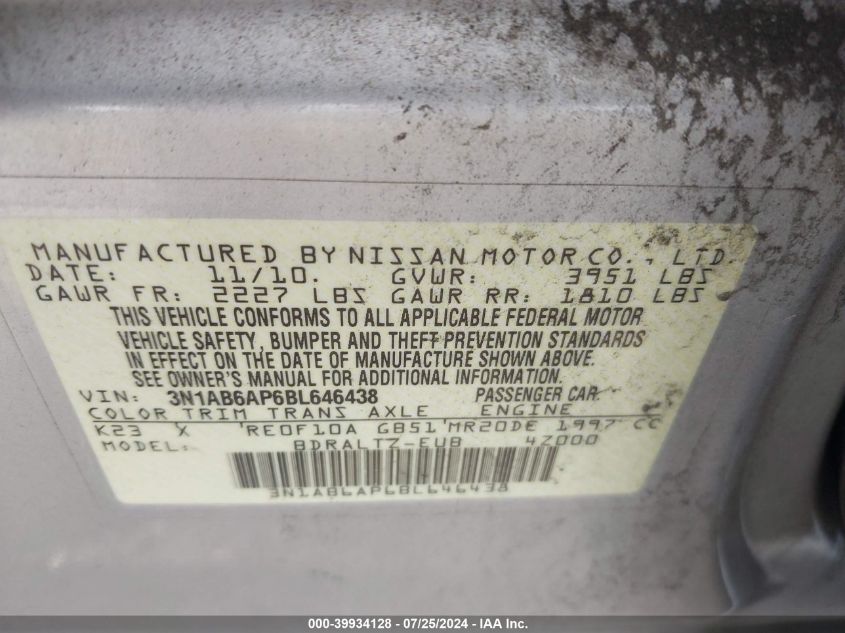 MANUFACTURED BY NISSAN MOTOR CO., LTD.
DATE: 11/10. GVWR: 3951 LBS
GAWR FR: 2227 LBS GAWR RR: 1810 LBS
THIS VEHICLE CONFORMS TO ALL APPLICABLE FEDERAL MOTOR
VEHICLE SAFETY, BUMPER AND THEFT PREVENTION STANDARDS
IN EFFECT ON THE DATE OF MANUFACTURE SHOWN ABOVE.
SEE OWNER'S MANUAL FOR ADDITIONAL INFORMATION.
VIN: 3N1AB6AP6BL646438 PASSENGER CAR
COLOR TRIM TRANS AXLE ENGINE
K23 X RE0F10A GB51 MR20DE 1997 CC
MODEL: BDRALTZ-EUB 4Z000
3N1AB6AP6BL646438
000-39934128 - 07/25/2024 - IAA Inc.